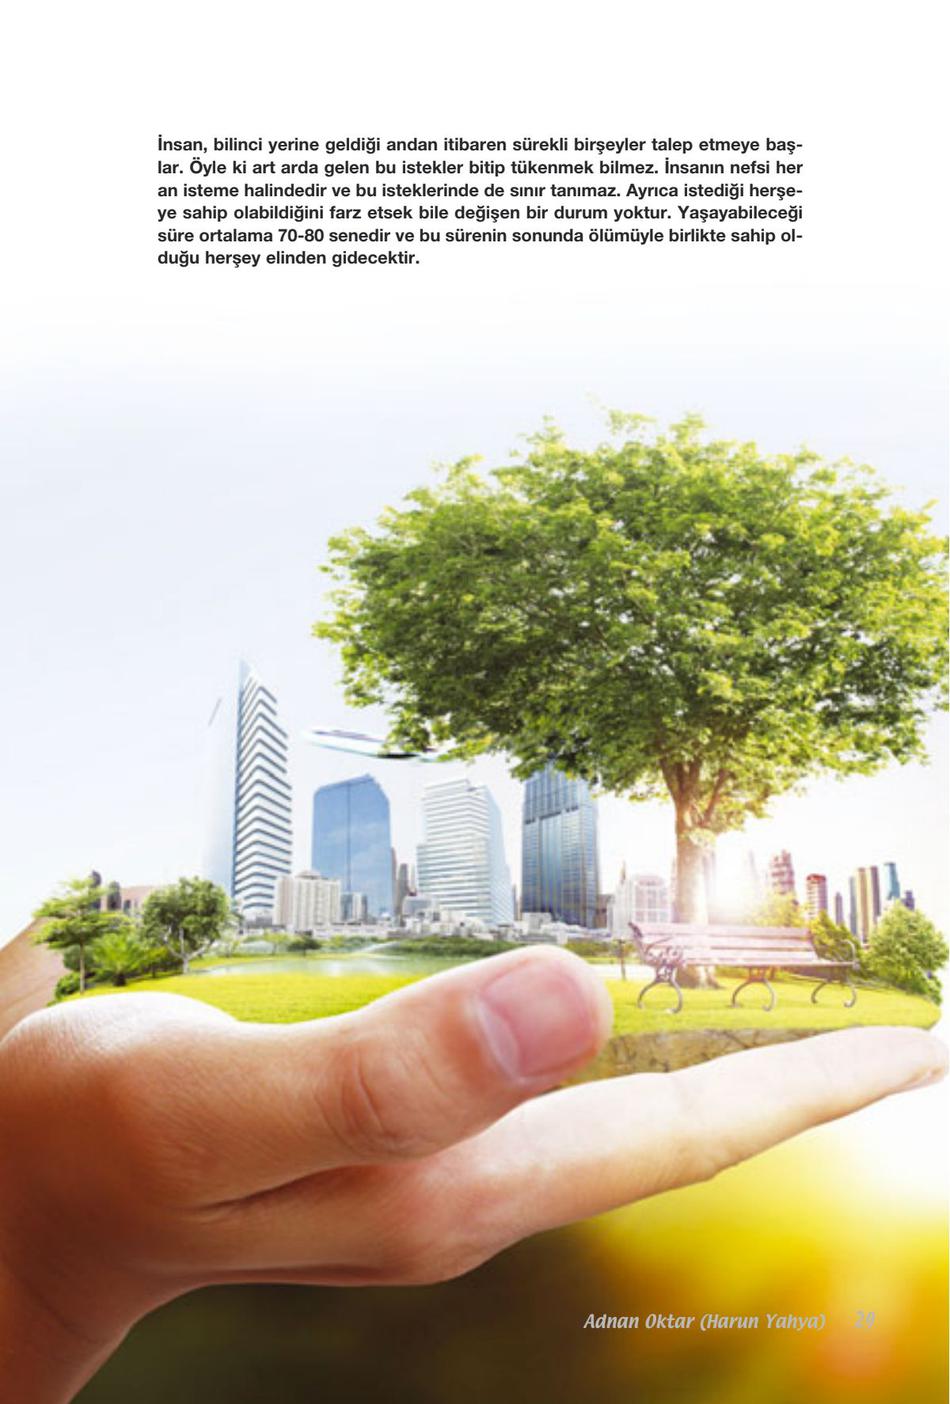 İnsan, bilinci yerine geldiği andan itibaren sürekli birşeyler talep etmeye baş-
lar. Öyle ki art arda gelen bu istekler bitip tükenmek bilmez. İnsanın nefsi her
an isteme halindedir ve bu isteklerinde de sınır tanımaz. Ayrıca istediği herşe-
ye sahip olabildiğini farz etsek bile değişen bir durum yoktur. Yaşayabileceği
süre ortalama 70-80 senedir ve bu sürenin sonunda ölümüyle birlikte sahip ol-
duğu herşey elinden gidecektir.
Adnan Oktar (Harun Yahya)